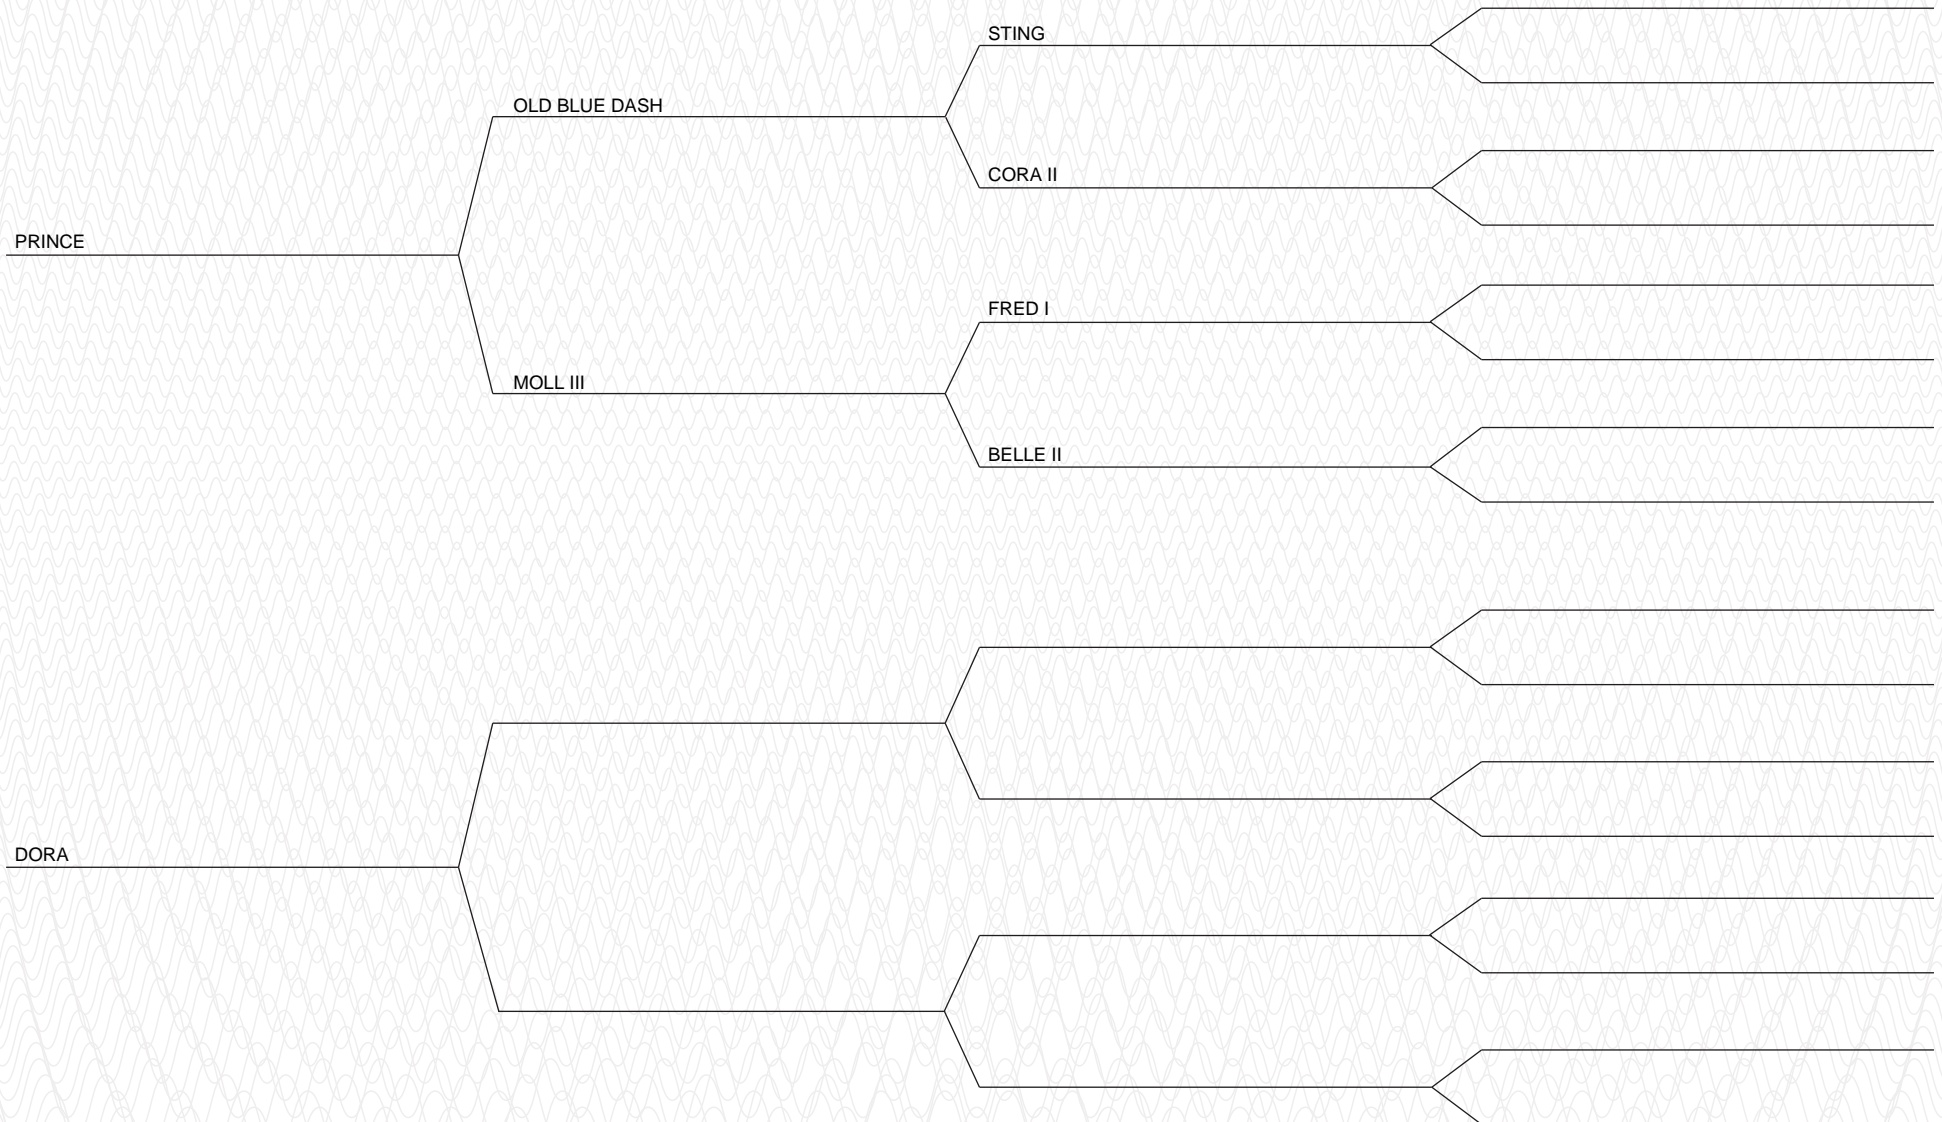 STING
OLD BLUE DASH
CORA II
PRINCE
FRED I
MOLL III
BELLE II
DORA